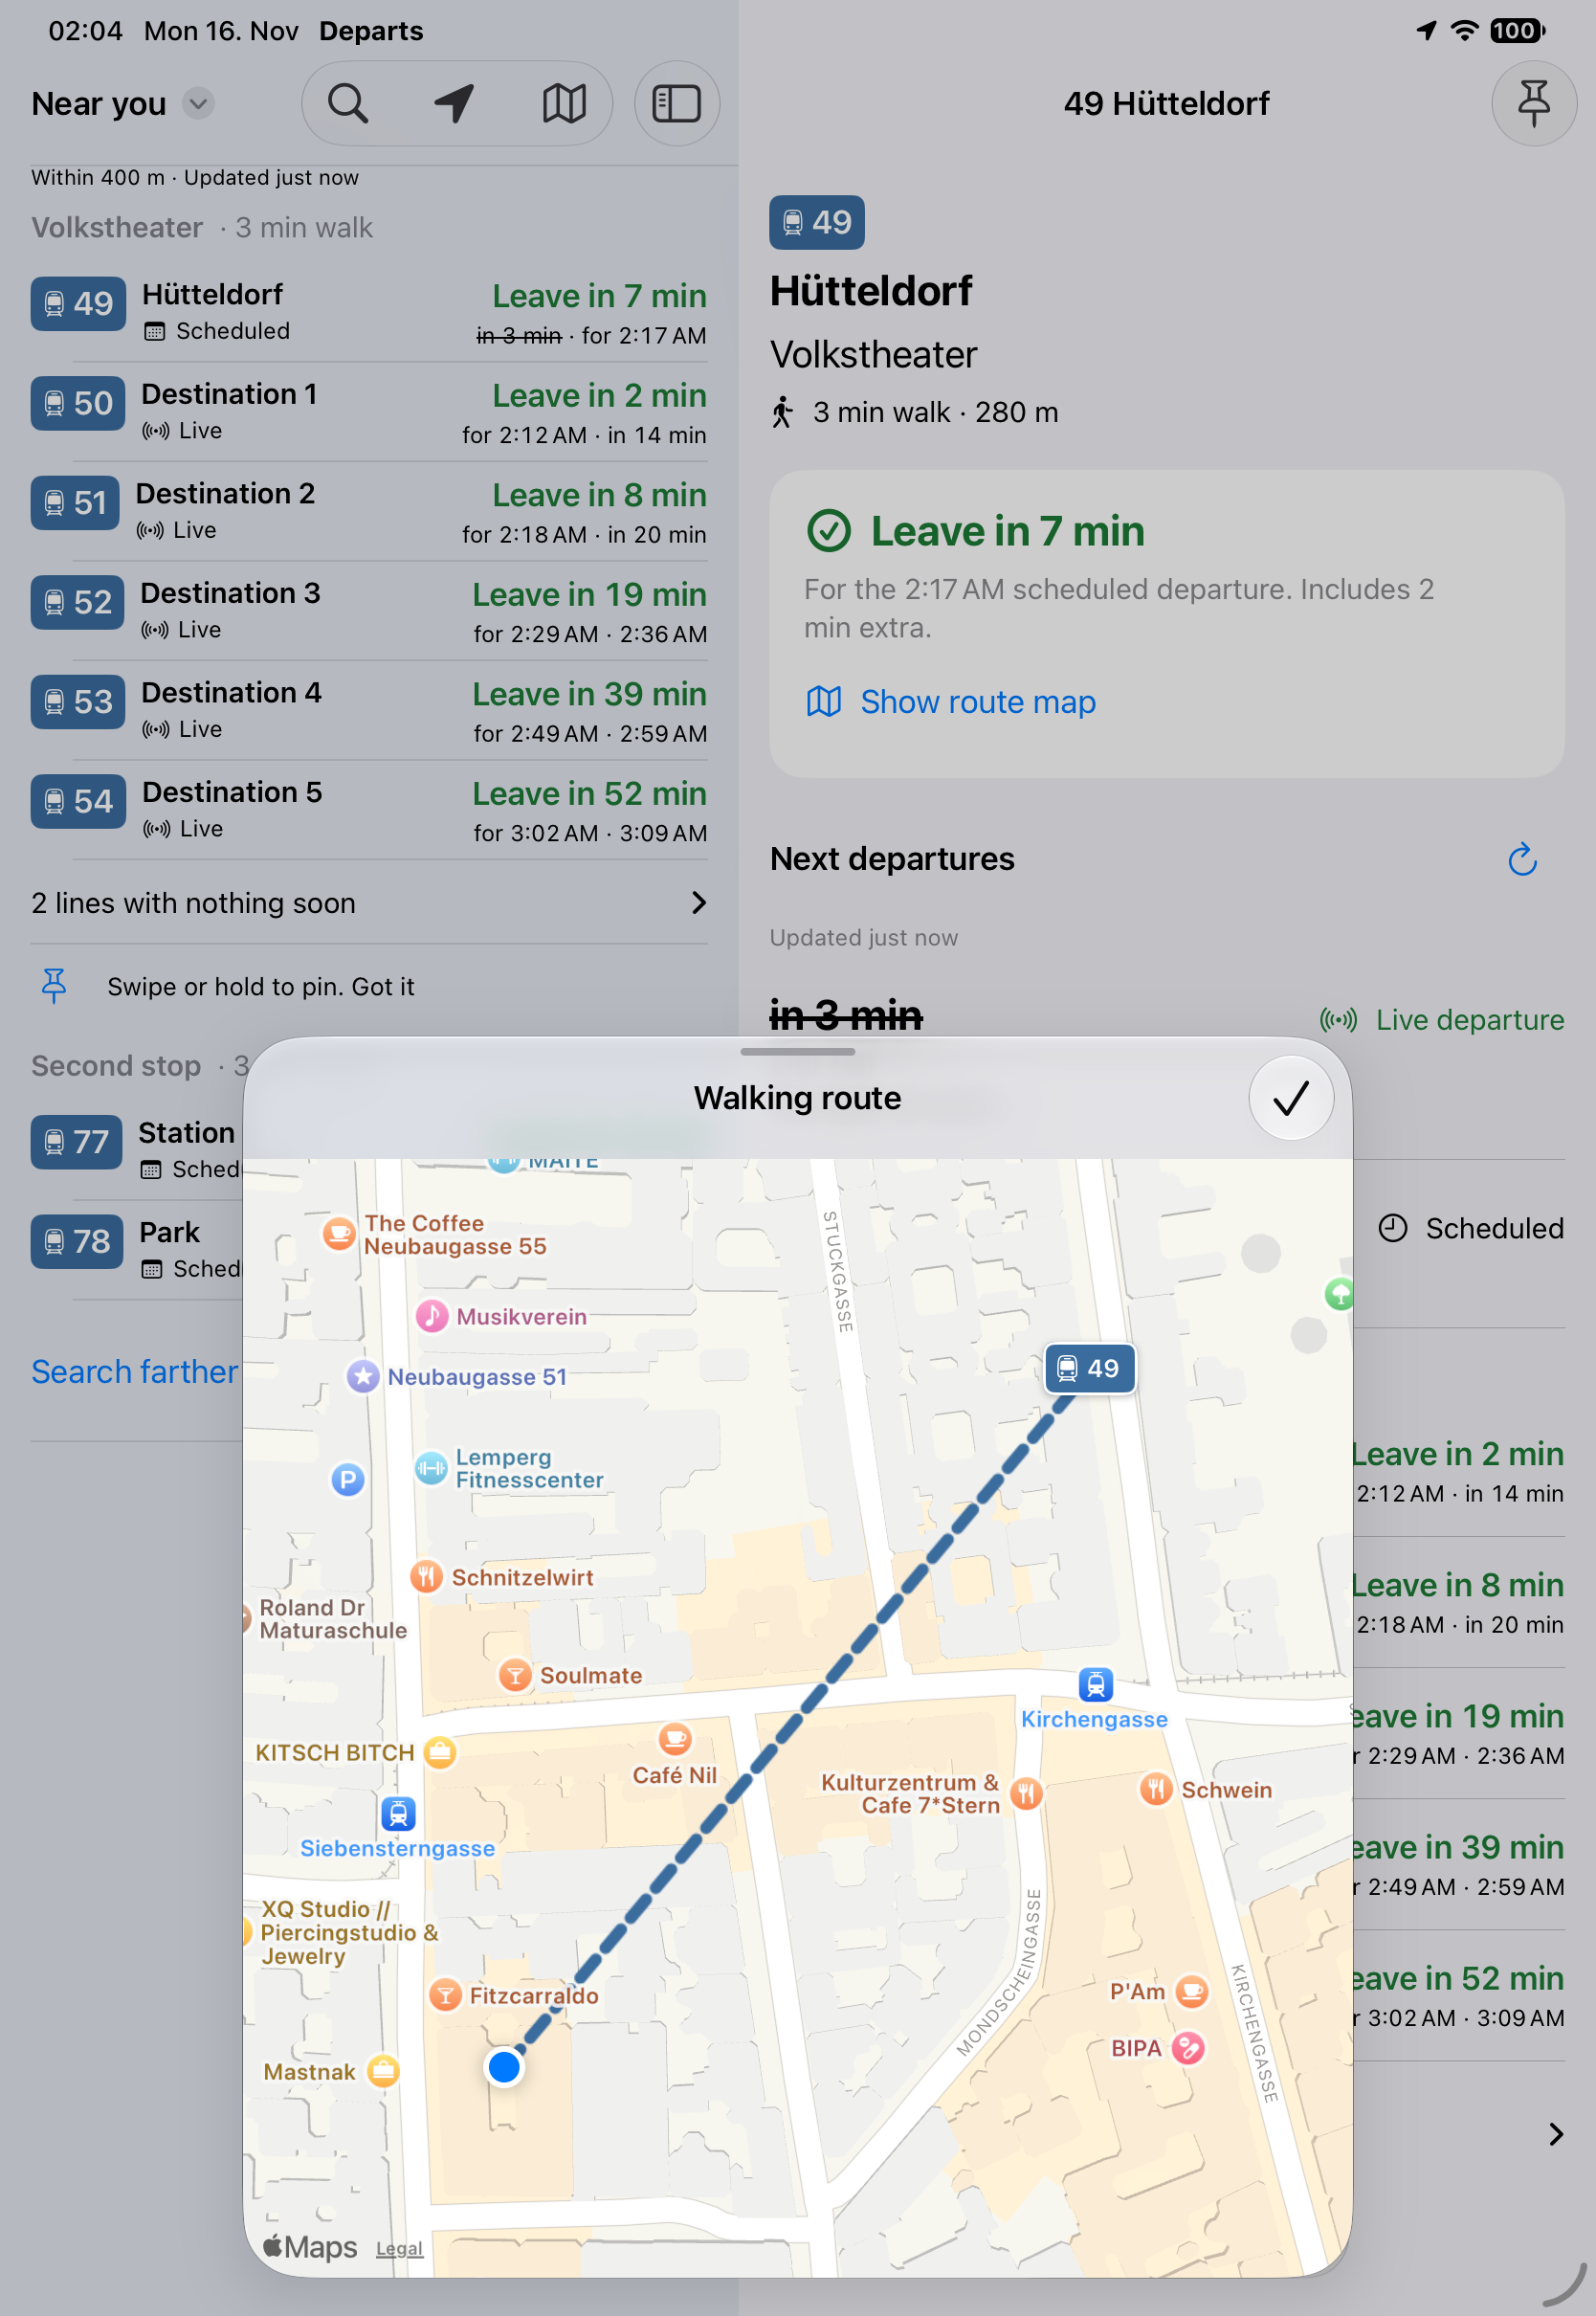 02:04 Mon 16. Nov Departs
100
Near you
Within 400 m · Updated just now
Volkstheater · 3 min walk
49 Hütteldorf Leave in 7 min
Scheduled in 3 min · for 2:17 AM
50 Destination 1 Leave in 2 min
Live for 2:12 AM · in 14 min
51 Destination 2 Leave in 8 min
Live for 2:18 AM · in 20 min
52 Destination 3 Leave in 19 min
Live for 2:29 AM · 2:36 AM
53 Destination 4 Leave in 39 min
Live for 2:49 AM · 2:59 AM
54 Destination 5 Leave in 52 min
Live for 3:02 AM · 3:09 AM
2 lines with nothing soon
Swipe or hold to pin. Got it
Second stop · 3
77 Station
Sched
78 Park
Sched
Search farther
49 Hütteldorf
49
Hütteldorf
Volkstheater
3 min walk · 280 m
Leave in 7 min
For the 2:17 AM scheduled departure. Includes 2
min extra.
Show route map
Next departures
Updated just now
in 3 min
Live departure
Scheduled
Leave in 2 min
2:12 AM · in 14 min
Leave in 8 min
2:18 AM · in 20 min
eave in 19 min
r 2:29 AM · 2:36 AM
eave in 39 min
r 2:49 AM · 2:59 AM
eave in 52 min
r 3:02 AM · 3:09 AM
Walking route
MAITE
The Coffee
Neubaugasse 55
STUCKGASSE
Musikverein
49
Neubaugasse 51
Lemperg
Fitnesscenter
P
Schnitzelwirt
Roland Dr
Maturaschule
Soulmate
Kirchengasse
KITSCH BITCH
Café Nil
Kulturzentrum &
Cafe 7*Stern
Schwein
Siebensterngasse
XQ Studio //
Piercingstudio &
Jewelry
MONDSCHEINGASSE
KIRCHENGASSE
Fitzcarraldo
P'Am
BIPA
Mastnak
Maps Legal